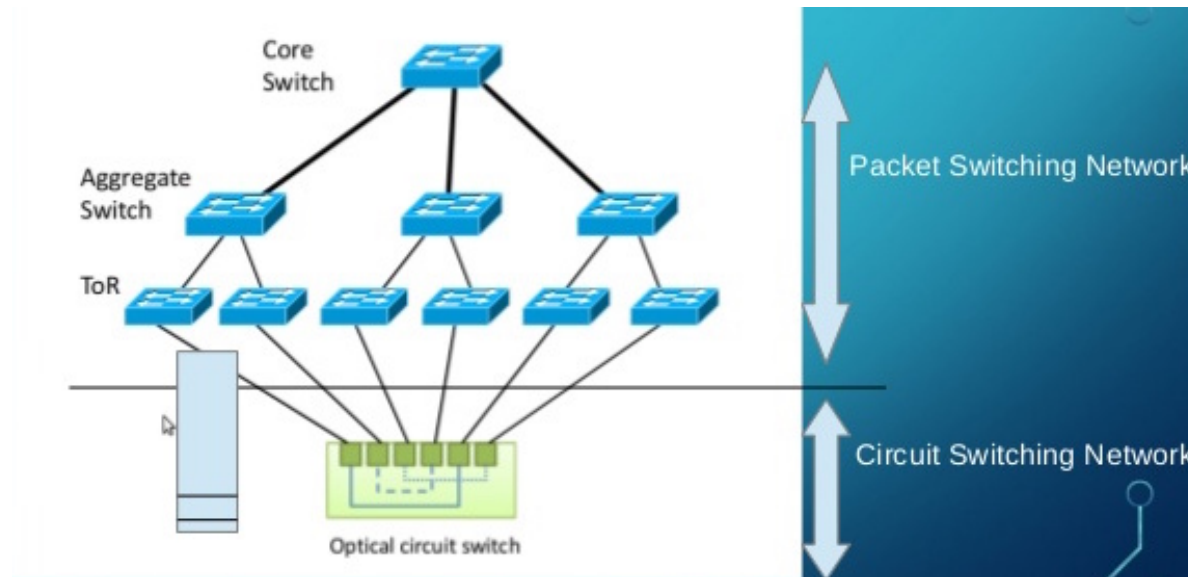 Core
Switch
Aggregate
Switch
ToR
Packet Switching Network
Circuit Switching Network
Optical circuit switch